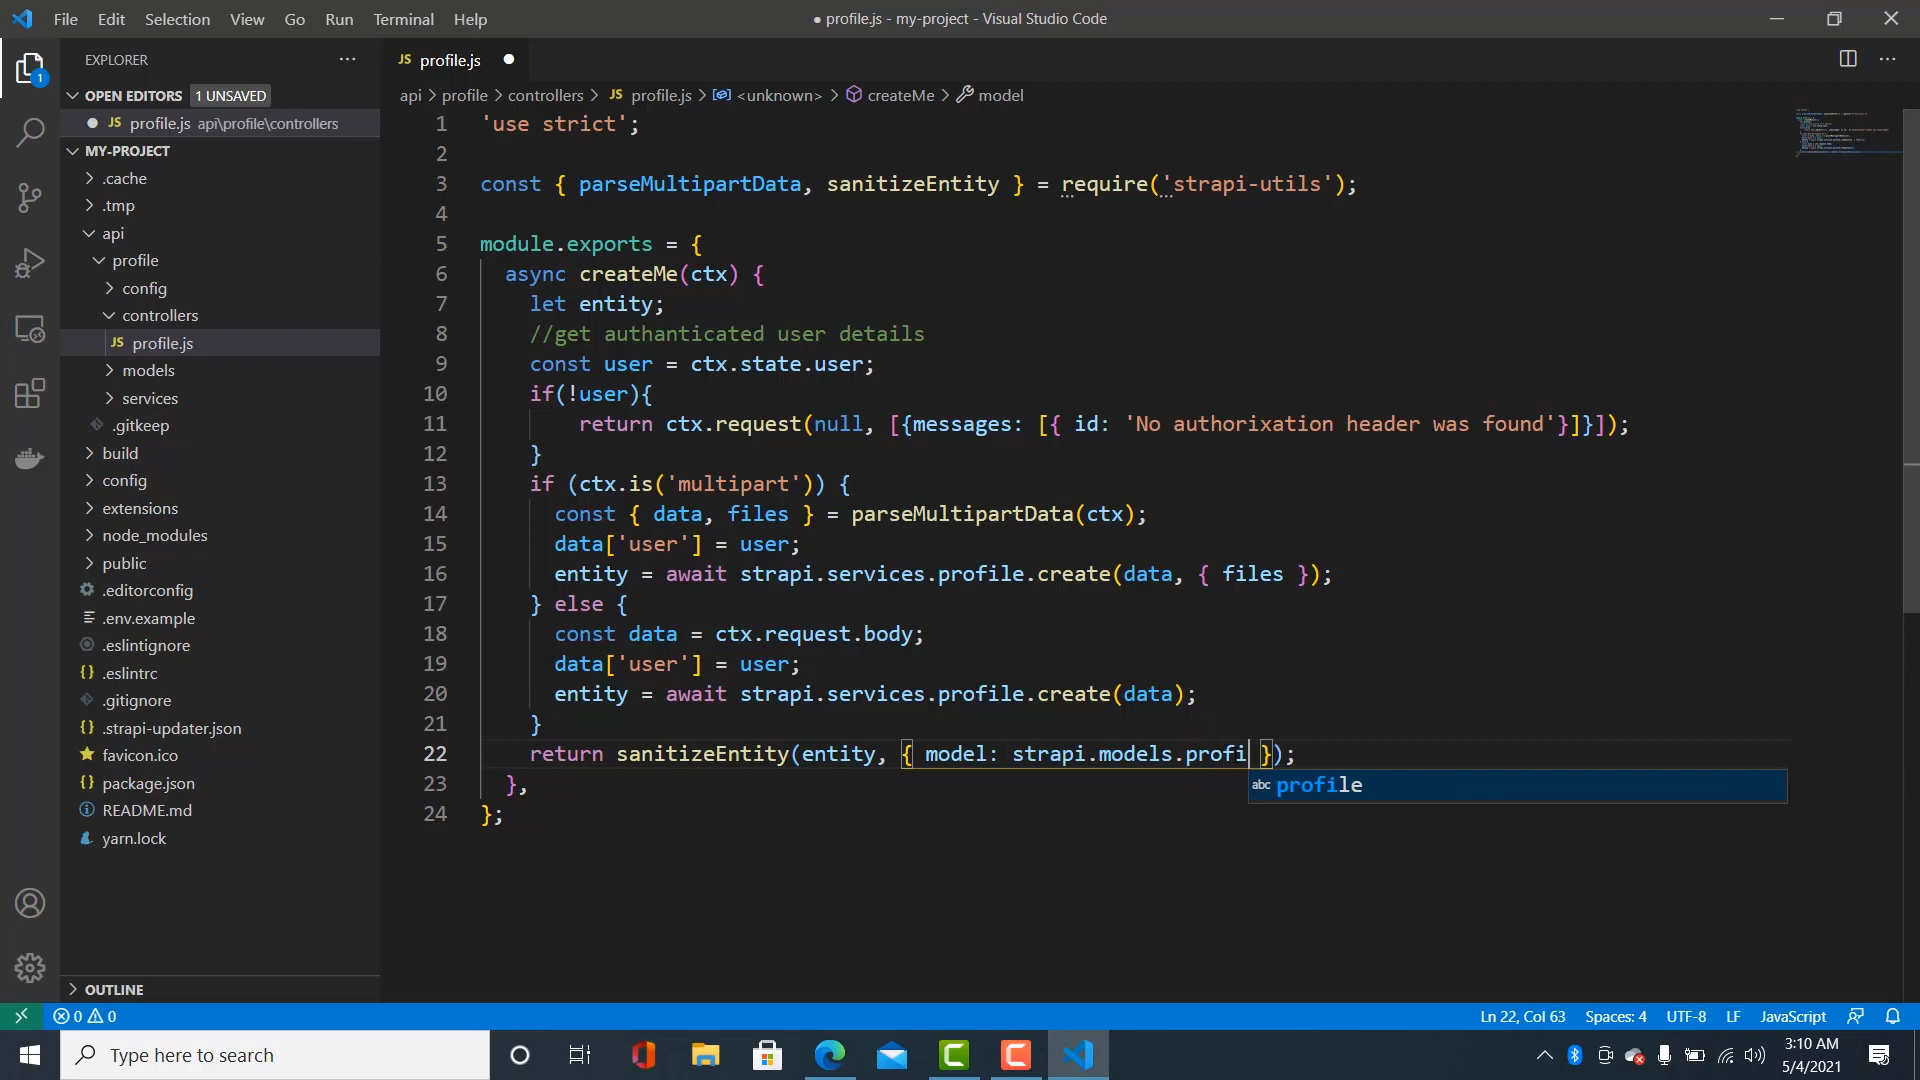 File Edit Selection View Go Run Terminal Help
● profile.js - my-project - Visual Studio Code
EXPLORER
OPEN EDITORS 1 UNSAVED
JS profile.js api\profile\controllers
MY-PROJECT
.cache
.tmp
api
profile
config
controllers
JS profile.js
models
services
.gitkeep
build
config
extensions
node_modules
public
.editorconfig
.env.example
.eslintignore
.eslintrc
.gitignore
.strapi-updater.json
favicon.ico
package.json
README.md
yarn.lock
OUTLINE
JS profile.js
api > profile > controllers > JS profile.js > <unknown> > createMe > model
1 'use strict';
2
3 const { parseMultipartData, sanitizeEntity } = require('strapi-utils');
4
5 module.exports = {
6 async createMe(ctx) {
7 let entity;
8 //get authanticated user details
9 const user = ctx.state.user;
10 if(!user){
11 return ctx.request(null, [{messages: [{ id: 'No authorixation header was found'}]}]);
12 }
13 if (ctx.is('multipart')) {
14 const { data, files } = parseMultipartData(ctx);
15 data['user'] = user;
16 entity = await strapi.services.profile.create(data, { files });
17 } else {
18 const data = ctx.request.body;
19 data['user'] = user;
20 entity = await strapi.services.profile.create(data);
21 }
22 return sanitizeEntity(entity, { model: strapi.models.profi });
abc profile
23 },
24 };
0 0
Ln 22, Col 63 Spaces: 4 UTF-8 LF JavaScript
Type here to search
3:10 AM
5/4/2021